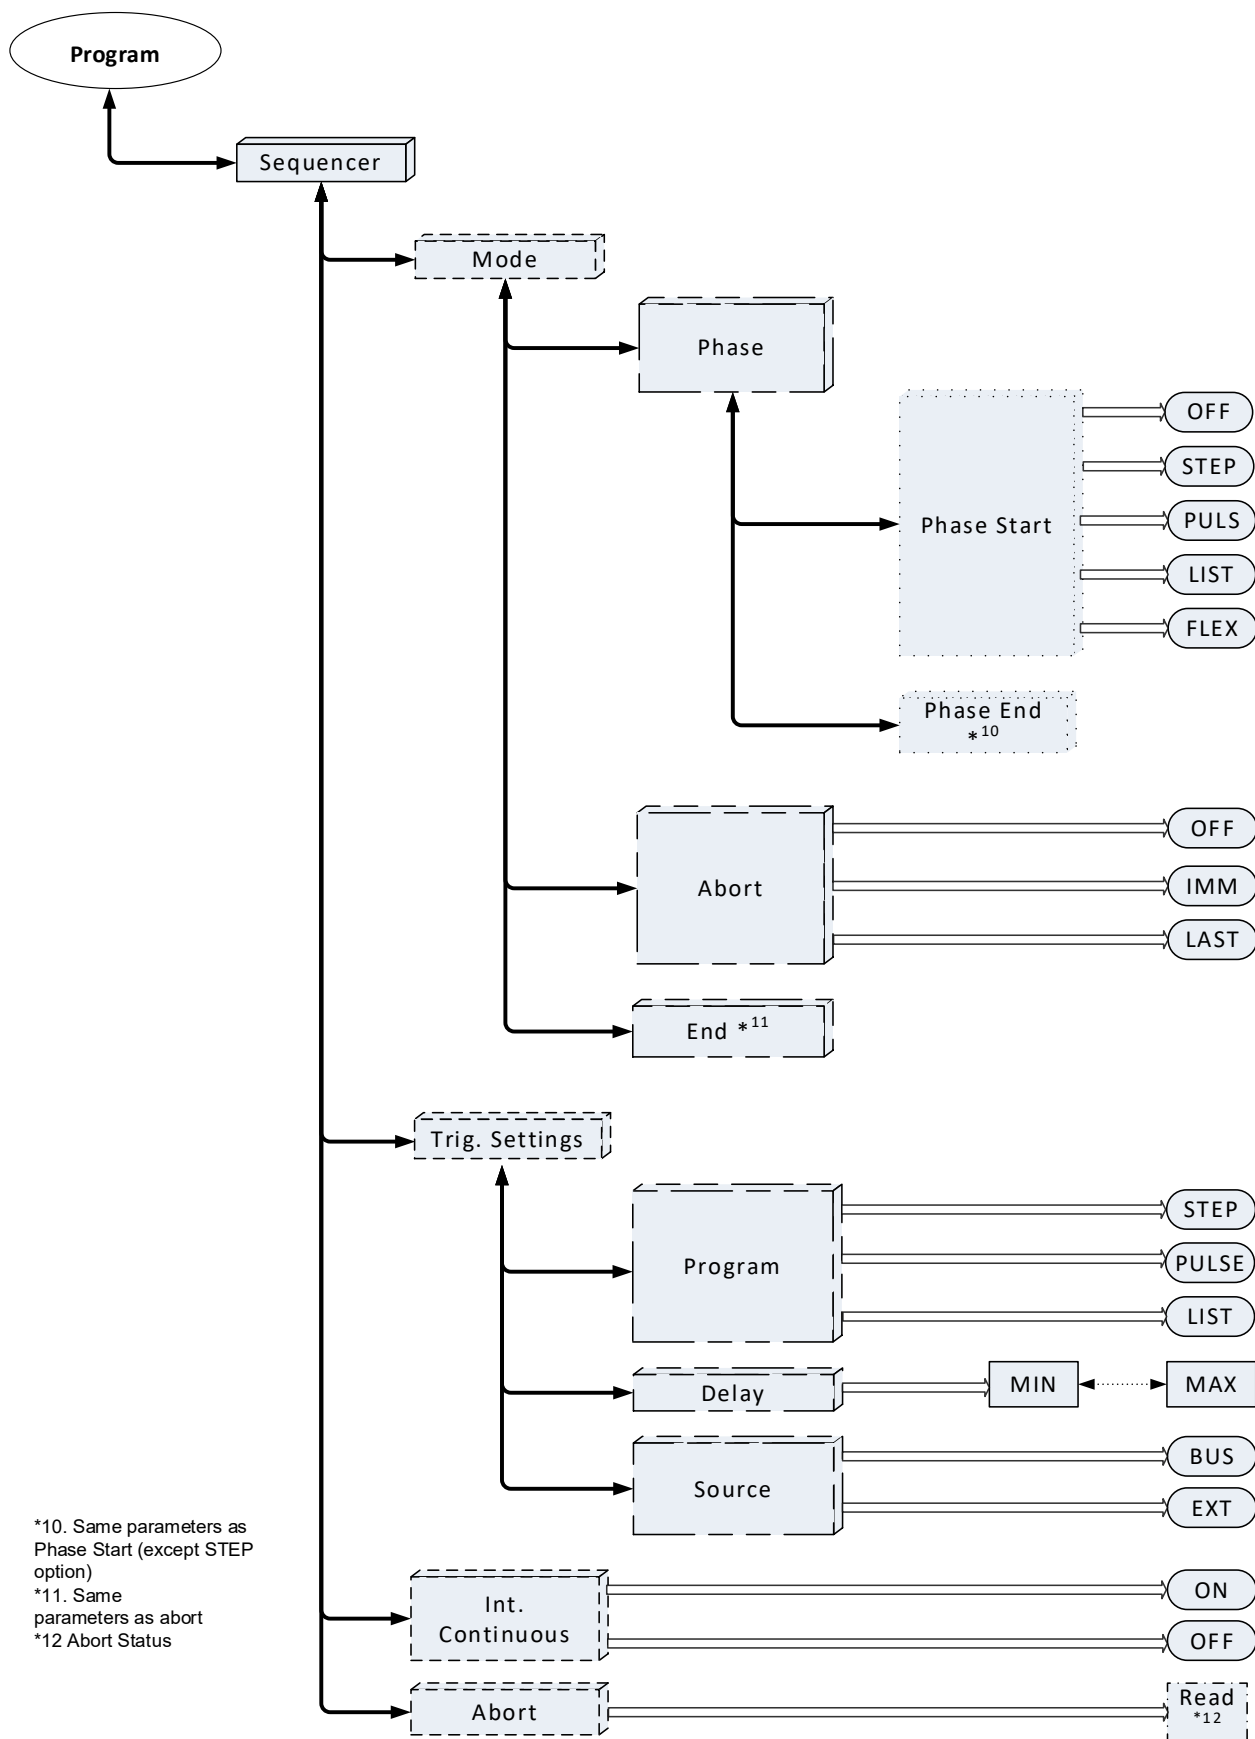 Program
Sequencer
Mode
Phase
Phase Start
OFF
STEP
PULS
LIST
FLEX
Phase End
*10
Abort
OFF
IMM
LAST
End *11
Trig. Settings
Program
STEP
PULSE
LIST
Delay
MIN
MAX
Source
BUS
EXT
Int.
Continuous
ON
OFF
Abort
Read
*12
*10. Same parameters as
Phase Start (except STEP
option)
*11. Same
parameters as abort
*12 Abort Status